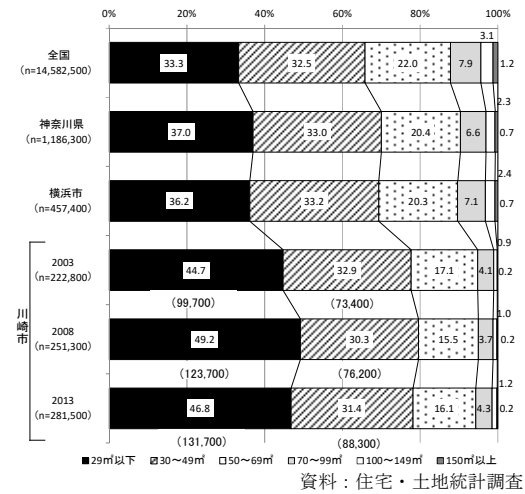 0% 20% 40% 60% 80% 100%
3.1
全国
(n=14,582,500)
33.3 32.5 22.0 7.9 1.2
2.3
神奈川県
(n=1,186,300)
37.0 33.0 20.4 6.6 0.7
2.4
横浜市
(n=457,400)
36.2 33.2 20.3 7.1 0.7
0.9
川崎市
2003
(n=222,800)
44.7 32.9 17.1 4.1 0.2
(99,700) (73,400)
1.0
2008
(n=251,300)
49.2 30.3 15.5 3.7 0.2
(123,700) (76,200)
1.2
2013
(n=281,500)
46.8 31.4 16.1 4.3 0.2
(131,700) (88,300)
29㎡以下 30～49㎡ 50～69㎡ 70～99㎡ 100～149㎡ 150㎡以上
資料：住宅・土地統計調査